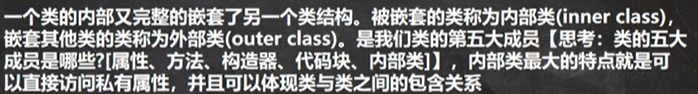 一个类的内部又完整的嵌套了另一个类结构。被嵌套的类称为内部类(inner class),
嵌套其他类的类称为外部类(outer class)。是我们类的第五大成员【思考：类的五大
成员是哪些?[属性、方法、构造器、代码块、内部类]】，内部类最大的特点就是可
以直接访问私有属性，并且可以体现类与类之间的包含关系